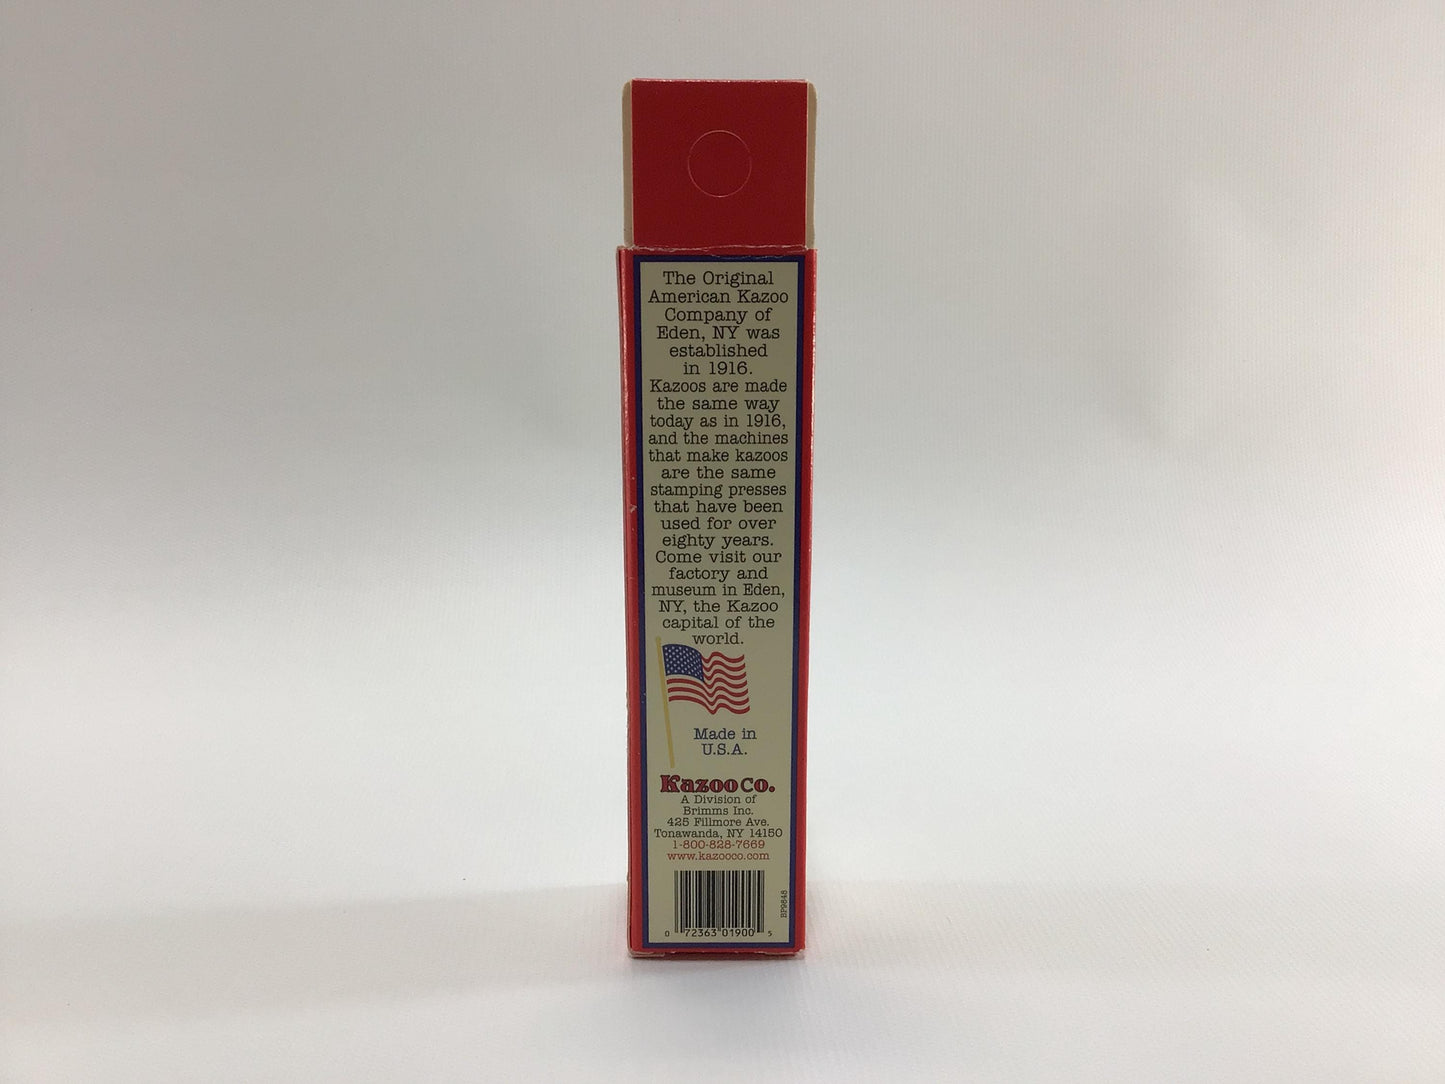 The Original
American Kazoo
Company of
Eden, NY was
established
in 1916.
Kazoos are made
the same way
today as in 1916,
and the machines
that make kazoos
are the same
stamping presses
that have been
used for over
eighty years.
Come visit our
factory and
museum in Eden,
NY, the Kazoo
capital of the
world.
Made in
U.S.A.
Kazoo Co.
A Division of
Brimms Inc.
425 Fillmore Ave.
Tonawanda, NY 14150
1-800-828-7669
www.kazooco.com
BP9848
0 72363 01900 5